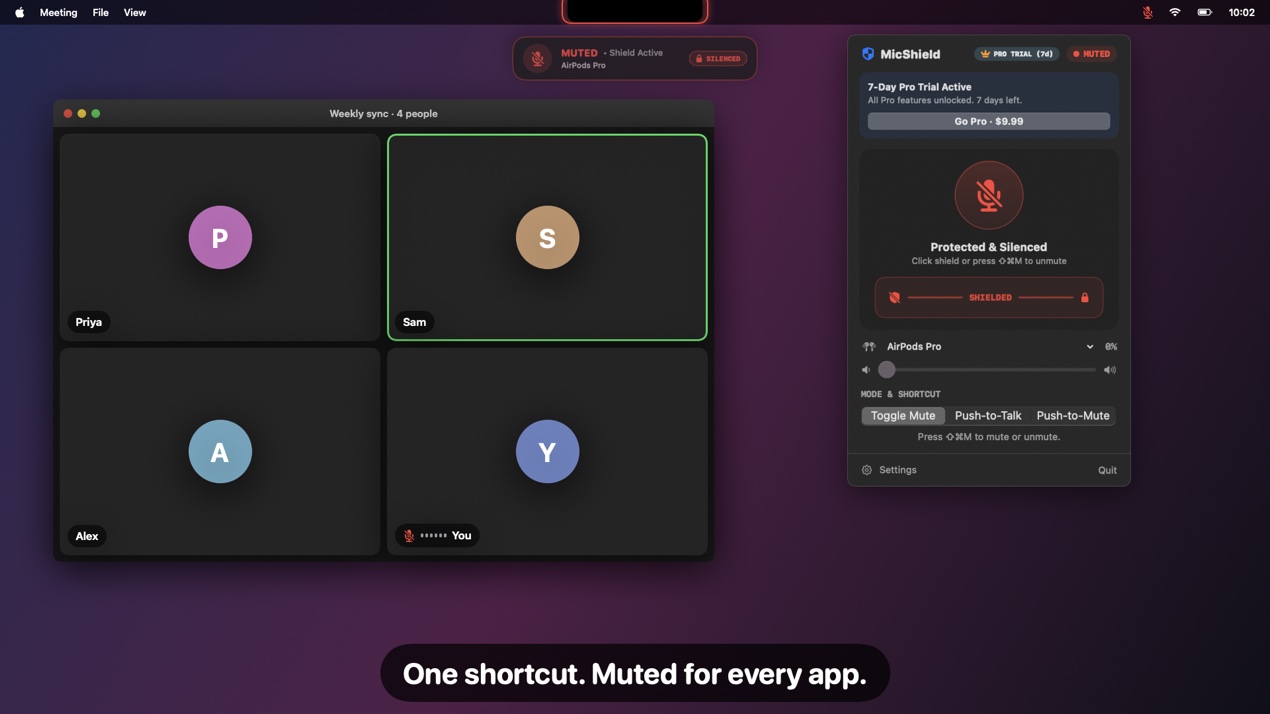 Meeting File View
10:02
MUTED • Shield Active
AirPods Pro
SILENCED
Weekly sync · 4 people
P
Priya
S
Sam
A
Alex
Y
You
MicShield
PRO TRIAL (7d)
MUTED
7-Day Pro Trial Active
All Pro features unlocked. 7 days left.
Go Pro · $9.99
Protected & Silenced
Click shield or press ⇧⌘M to unmute
SHIELDED
AirPods Pro
0%
MODE & SHORTCUT
Toggle Mute Push-to-Talk Push-to-Mute
Press ⇧⌘M to mute or unmute.
Settings
Quit
One shortcut. Muted for every app.